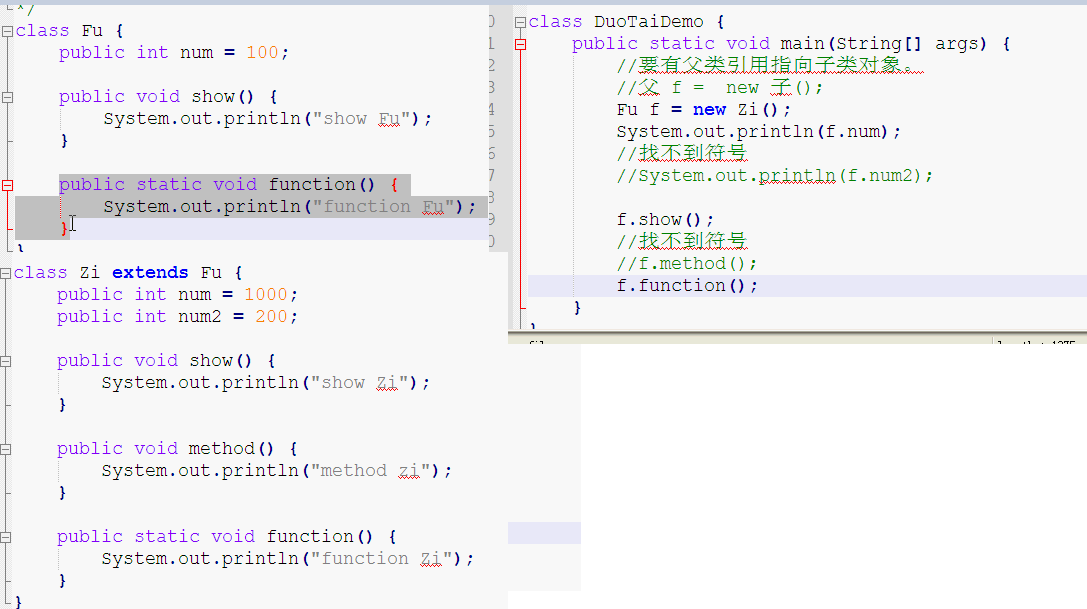 */
class Fu {
public int num = 100;
public void show() {
System.out.println("show Fu");
}
public static void function() {
System.out.println("function Fu");
}
}
class Zi extends Fu {
public int num = 1000;
public int num2 = 200;
public void show() {
System.out.println("show Zi");
}
public void method() {
System.out.println("method zi");
}
public static void function() {
System.out.println("function Zi");
}
}
class DuoTaiDemo {
public static void main(String[] args) {
//要有父类引用指向子类对象。
//父 f =  new 子();
Fu f = new Zi();
System.out.println(f.num);
//找不到符号
//System.out.println(f.num2);
f.show();
//找不到符号
//f.method();
f.function();
}
}